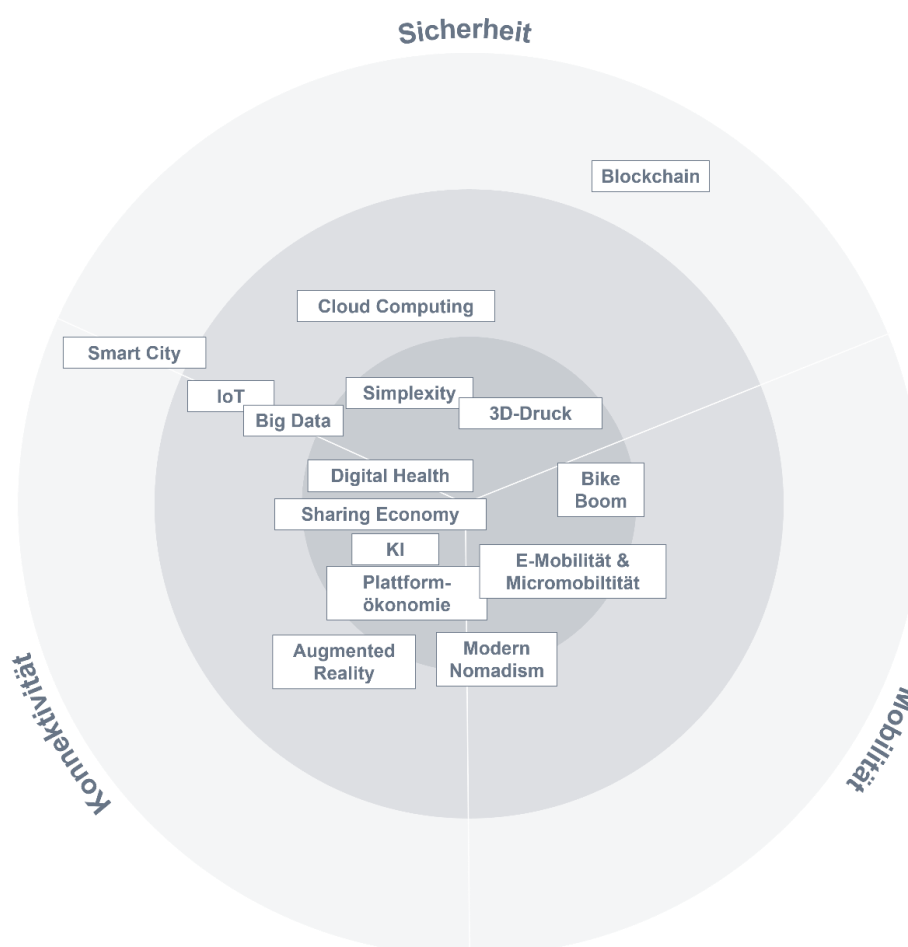 Sicherheit
Blockchain
Cloud Computing
Smart City
IoT
Big Data
Simplexity
3D-Druck
Digital Health
Bike
Boom
Sharing Economy
KI
E-Mobilität &
Micromobiltität
Plattform-
ökonomie
Augmented
Reality
Modern
Nomadism
Konnektivität
Mobilität